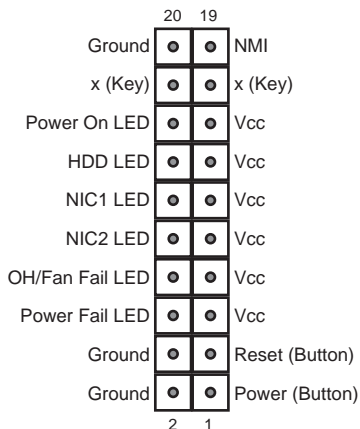 20 19
Ground NMI
x (Key) x (Key)
Power On LED Vcc
HDD LED Vcc
NIC1 LED Vcc
NIC2 LED Vcc
OH/Fan Fail LED Vcc
Power Fail LED Vcc
Ground Reset (Button)
Ground Power (Button)
2 1